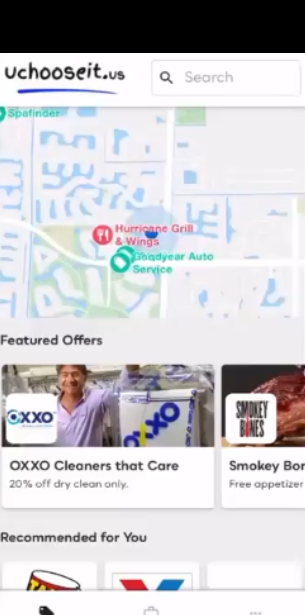 uchooseit.us
Search
Spafinder
Hurricane Grill
& Wings
Goodyear Auto
Service
Featured Offers
OXXO
OXXO
SMOKEY
BONES
OXXO Cleaners that Care
Smokey Bon
20% off dry clean only.
Free appetizer
Recommended for You